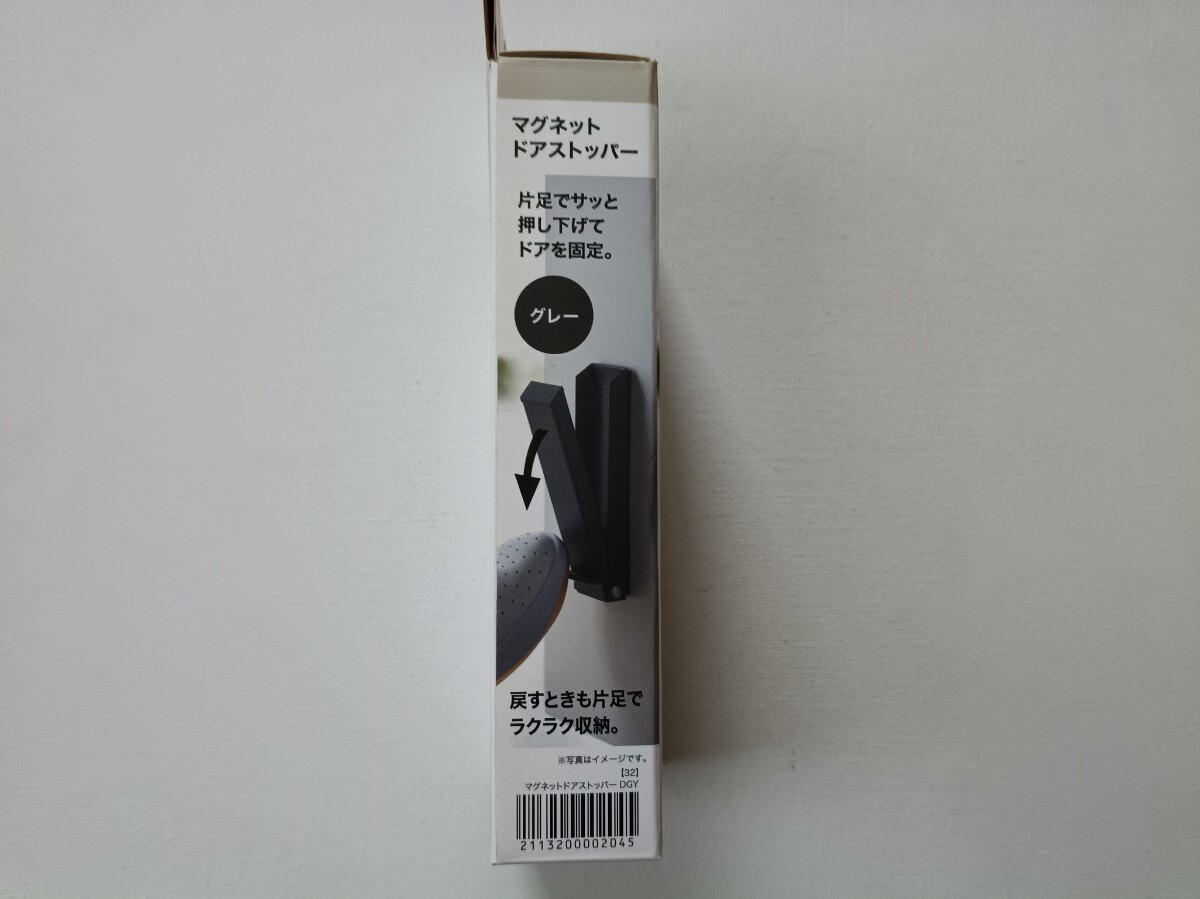 マグネット
ドアストッパー
片足でサッと
押し下げて
ドアを固定。
グレー
戻すときも片足で
ラクラク収納。
※写真はイメージです。
【32】
マグネットドアストッパー DGY
2113200002045